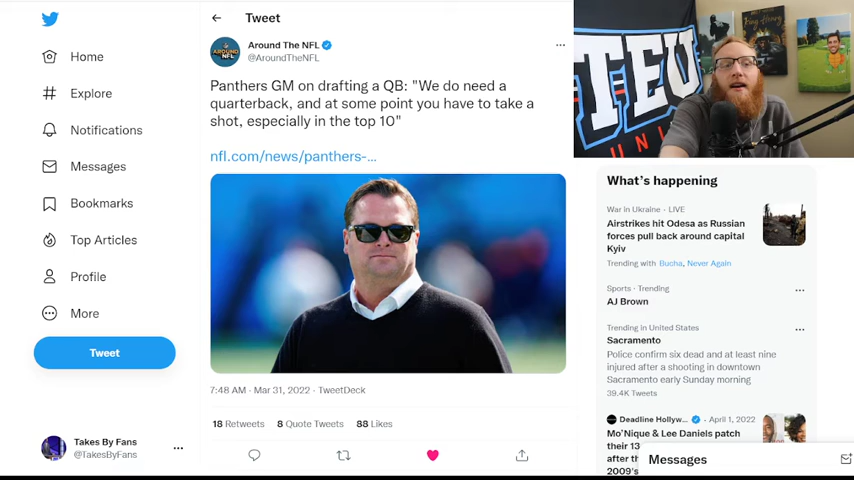 Tweet
Home
Explore
Notifications
Messages
Bookmarks
Top Articles
Profile
More
Tweet
Takes By Fans
@TakesByFans
AROUND
NFL
Around The NFL
@AroundTheNFL
Panthers GM on drafting a QB: "We do need a
quarterback, and at some point you have to take a
shot, especially in the top 10"
nfl.com/news/panthers-...
7:48 AM · Mar 31, 2022 · TweetDeck
18 Retweets 8 Quote Tweets 88 Likes
TEU
What's happening
War in Ukraine · LIVE
Airstrikes hit Odesa as Russian
forces pull back around capital
Kyiv
Trending with Bucha, Never Again
Sports · Trending
AJ Brown
Trending in United States
Sacramento
Police confirm six dead and at least nine
injured after a shooting in downtown
Sacramento early Sunday morning
39.4K Tweets
Deadline Hollyw... · April 1, 2022
Mo'Nique & Lee Daniels patch
their 13
after th
2009's
Messages